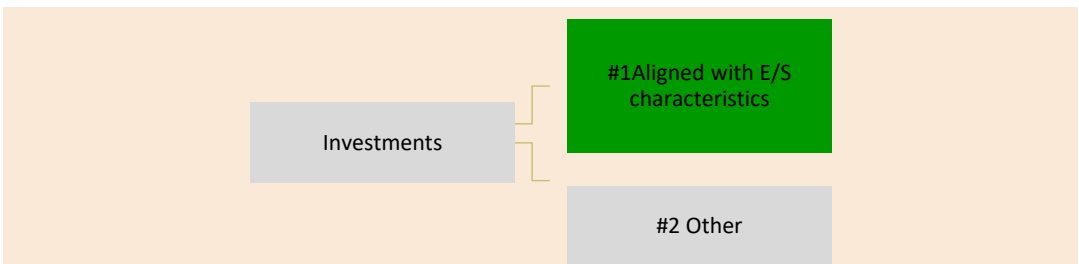 #1Aligned with E/S
characteristics
Investments
#2 Other